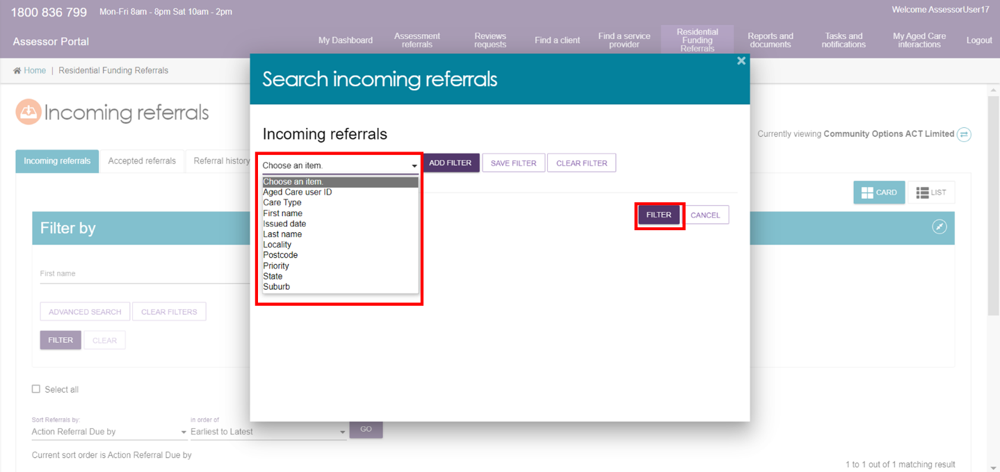 1800 836 799
Mon-Fri 8am - 8pm Sat 10am - 2pm
Welcome AssessorUser17
Assessor Portal
My Dashboard
Assessment
referrals
Reviews
requests
Find a client
Find a service
provider
Residential
Funding
Referrals
Reports and
documents
Tasks and
notifications
My Aged Care
interactions
Logout
Home | Residential Funding Referrals
Incoming referrals
Currently viewing Community Options ACT Limited
Incoming referrals
Accepted referrals
Referral history
CARD
LIST
Filter by
First name
ADVANCED SEARCH
CLEAR FILTERS
FILTER
CLEAR
Select all
Sort Referrals by:
in order of
Action Referral Due by
Earliest to Latest
GO
Current sort order is Action Referral Due by
1 to 1 out of 1 matching result
Search incoming referrals
Incoming referrals
Choose an item.
ADD FILTER
SAVE FILTER
CLEAR FILTER
Choose an item.
Aged Care user ID
Care Type
First name
Issued date
Last name
Locality
Postcode
Priority
State
Suburb
FILTER
CANCEL